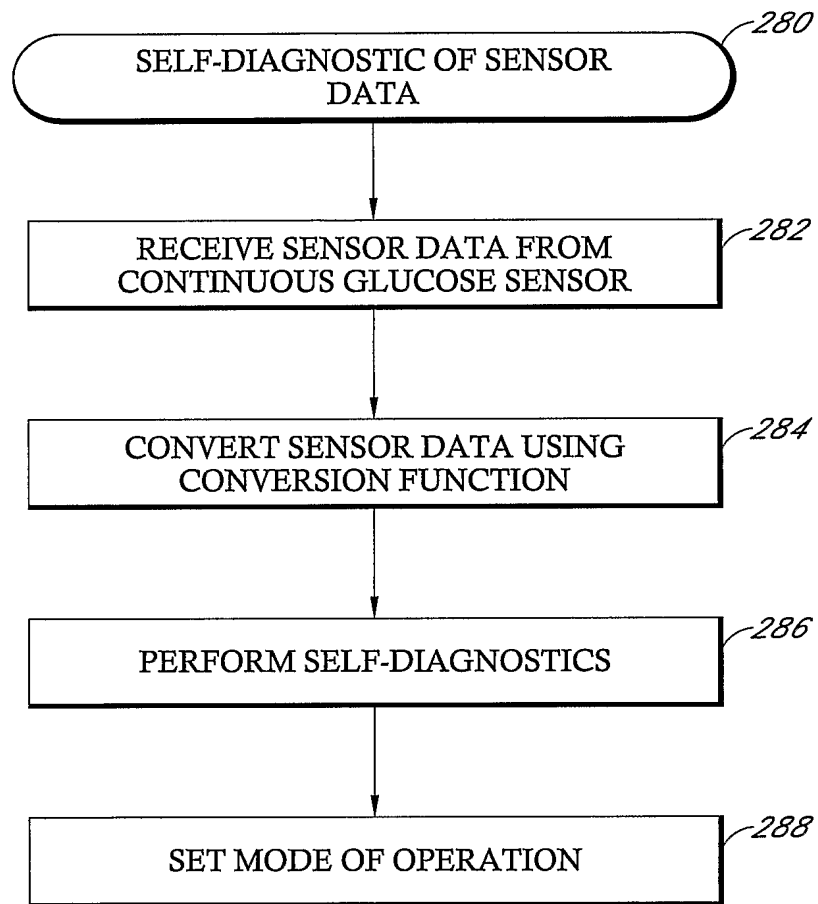 280
SELF-DIAGNOSTIC OF SENSOR
DATA
282
RECEIVE SENSOR DATA FROM
CONTINUOUS GLUCOSE SENSOR
284
CONVERT SENSOR DATA USING
CONVERSION FUNCTION
286
PERFORM SELF-DIAGNOSTICS
288
SET MODE OF OPERATION